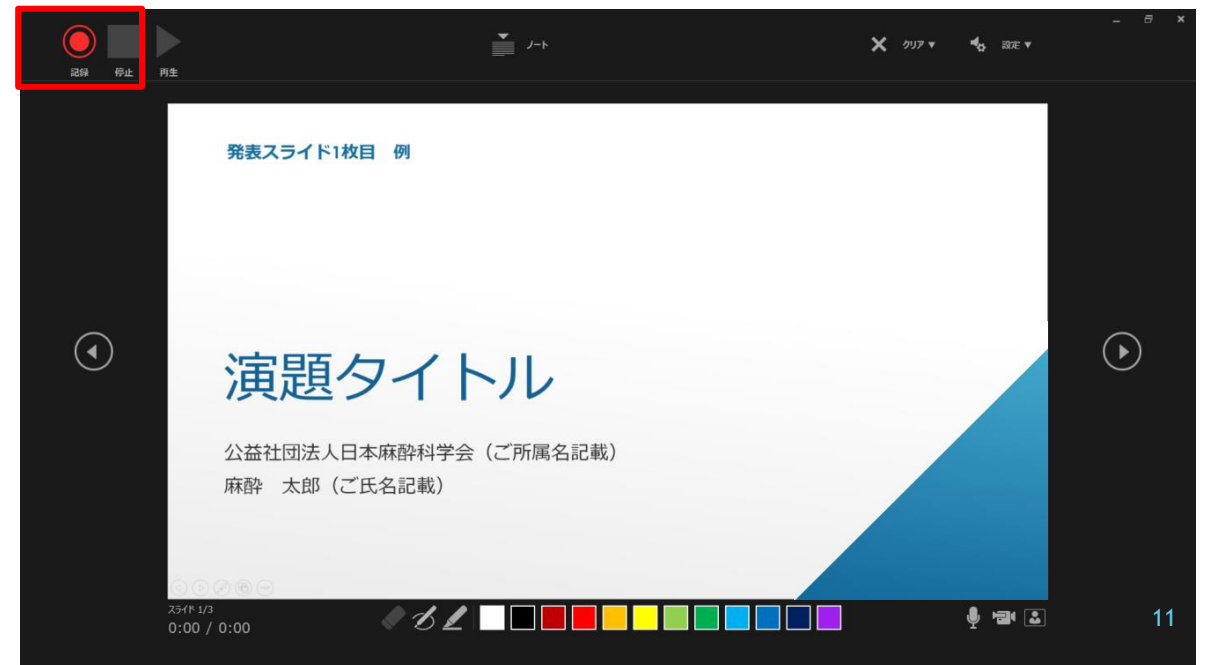 記録 停止 再生
ノート
クリア▼
設定▼
発表スライド1枚目　例
演題タイトル
公益社団法人日本麻酔科学会（ご所属名記載）
麻酔　太郎（ご氏名記載）
スライド 1/3
0:00 / 0:00
11